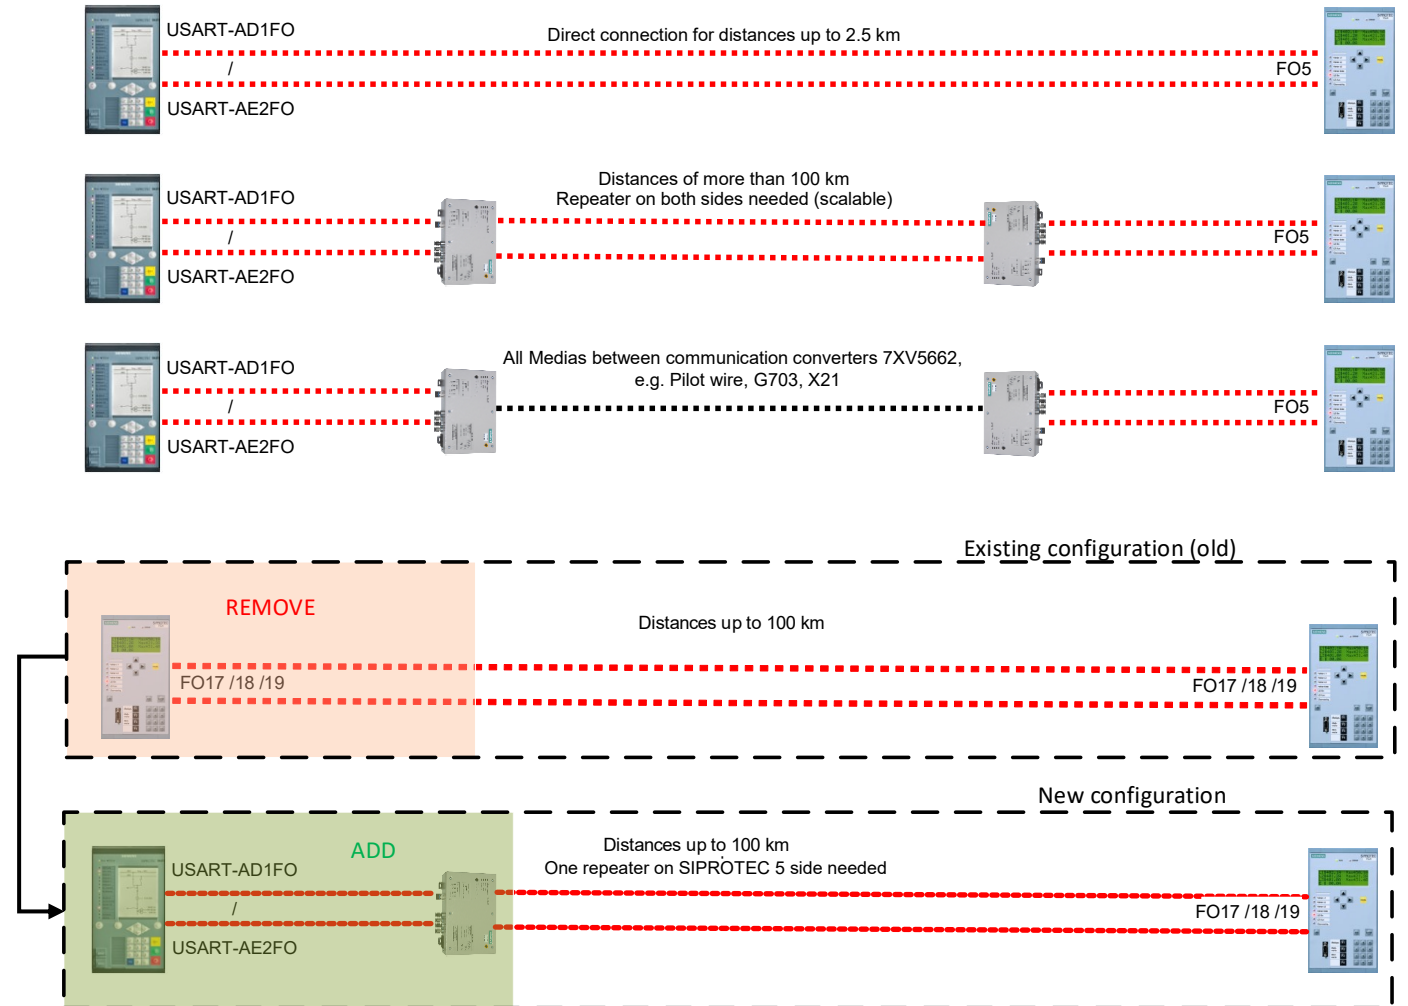 USART-AD1FO
/
USART-AE2FO
Direct connection for distances up to 2.5 km
FO5
USART-AD1FO
/
USART-AE2FO
Distances of more than 100 km
Repeater on both sides needed (scalable)
FO5
USART-AD1FO
/
USART-AE2FO
All Medias between communication converters 7XV5662,
e.g. Pilot wire, G703, X21
FO5
Existing configuration (old)
REMOVE
Distances up to 100 km
FO17 /18 /19
FO17 /18 /19
New configuration
ADD
Distances up to 100 km
One repeater on SIPROTEC 5 side needed
USART-AD1FO
/
USART-AE2FO
FO17 /18 /19